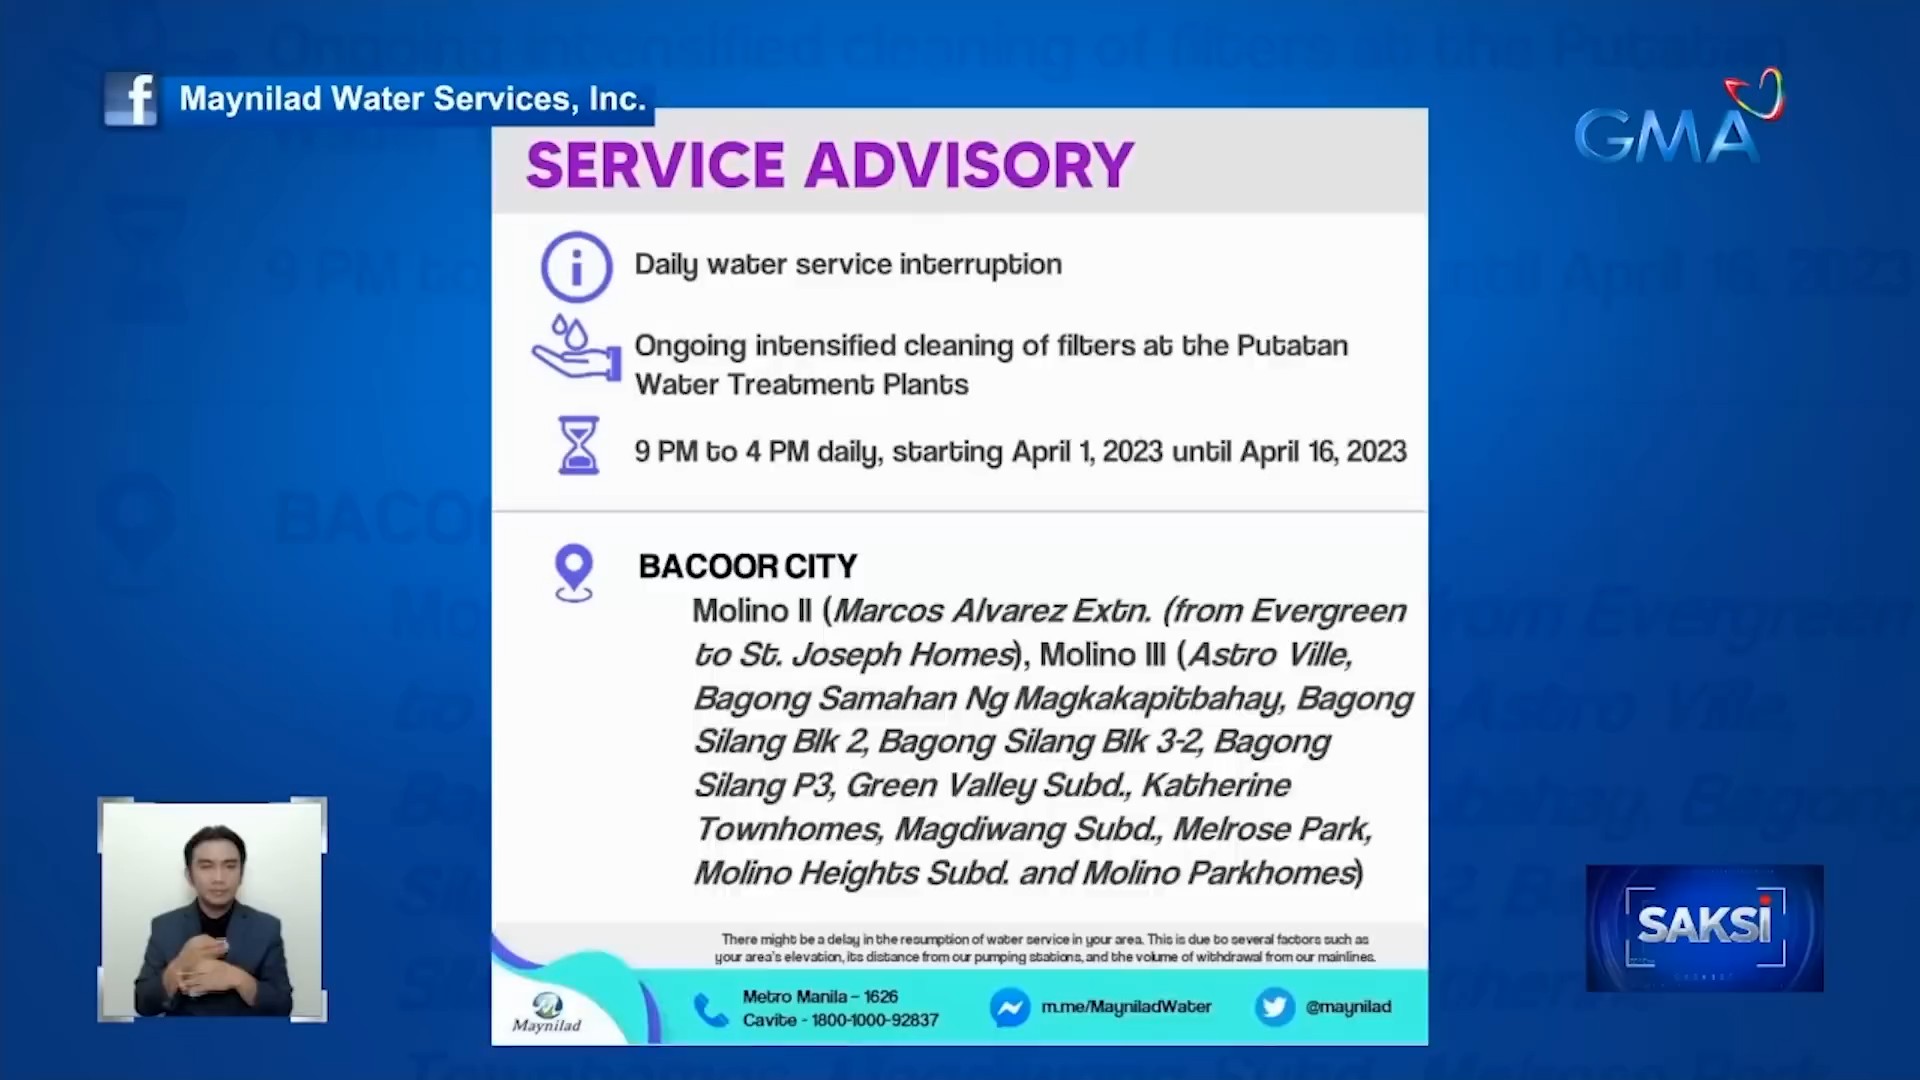 Maynilad Water Services, Inc.
GMA
SERVICE ADVISORY
Daily water service interruption
Ongoing intensified cleaning of filters at the Putatan
Water Treatment Plants
9 PM to 4 PM daily, starting April 1, 2023 until April 16, 2023
BACOOR CITY
Molino II (Marcos Alvarez Extn. (from Evergreen
to St. Joseph Homes), Molino III (Astro Ville,
Bagong Samahan Ng Magkakapitbahay, Bagong
Silang Blk 2, Bagong Silang Blk 3-2, Bagong
Silang P3, Green Valley Subd., Katherine
Townhomes, Magdiwang Subd., Melrose Park,
Molino Heights Subd. and Molino Parkhomes)
There might be a delay in the resumption of water service in your area. This is due to several factors such as
your area's elevation, its distance from our pumping stations, and the volume of withdrawal from our mainlines.
Maynilad
Metro Manila – 1626
Cavite - 1800-1000-92837
m.me/MayniladWater
@maynilad
SAKSI